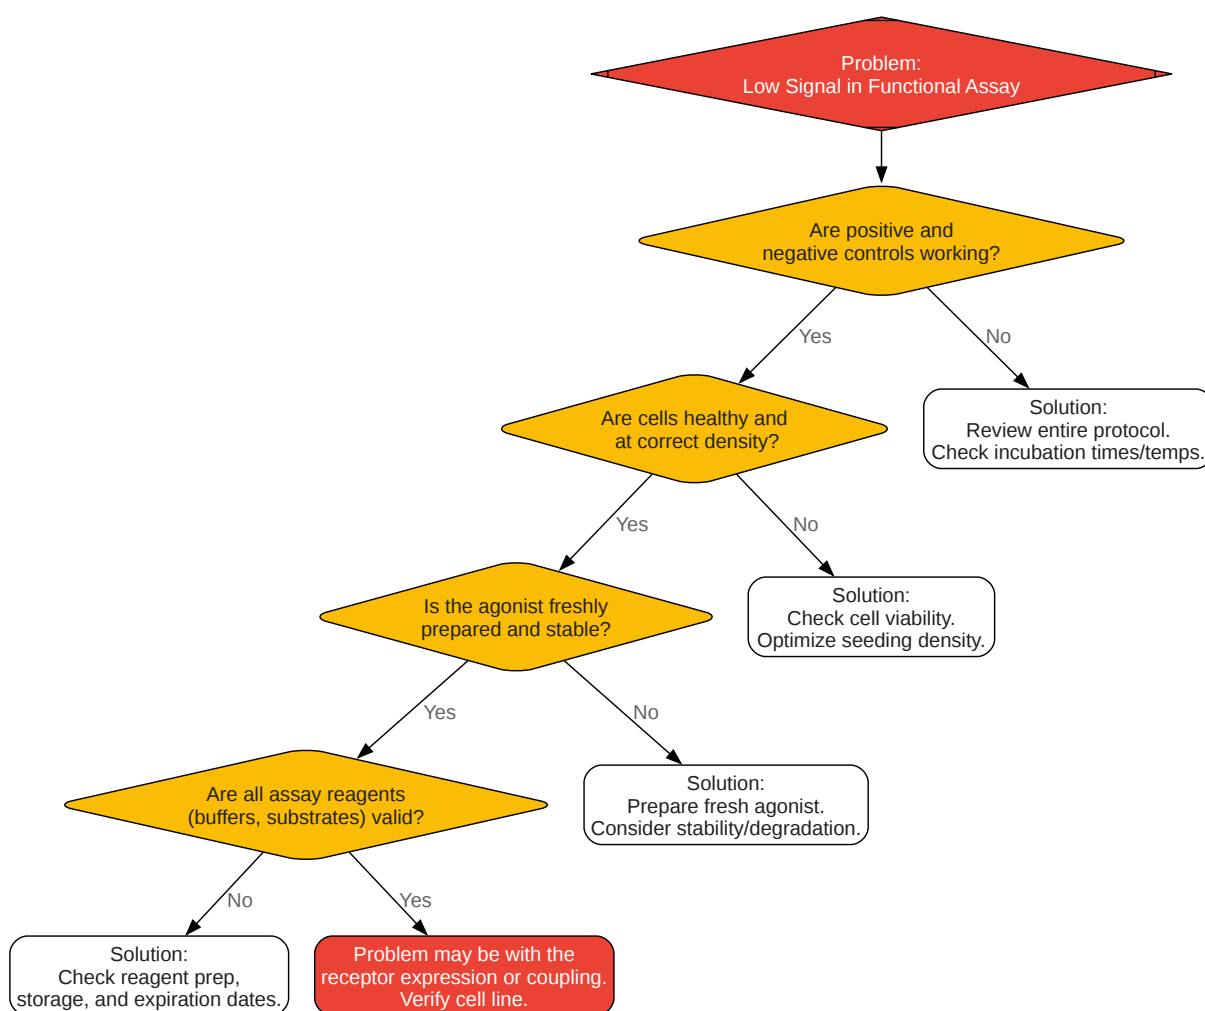 Problem:
Low Signal in Functional Assay
Are positive and
negative controls working?
Yes
No
Are cells healthy and
at correct density?
Solution:
Review entire protocol.
Check incubation times/temps.
Yes
No
Is the agonist freshly
prepared and stable?
Solution:
Check cell viability.
Optimize seeding density.
Yes
No
Are all assay reagents
(buffers, substrates) valid?
Solution:
Prepare fresh agonist.
Consider stability/degradation.
No
Yes
Solution:
Check reagent prep,
storage, and expiration dates.
Problem may be with the
receptor expression or coupling.
Verify cell line.